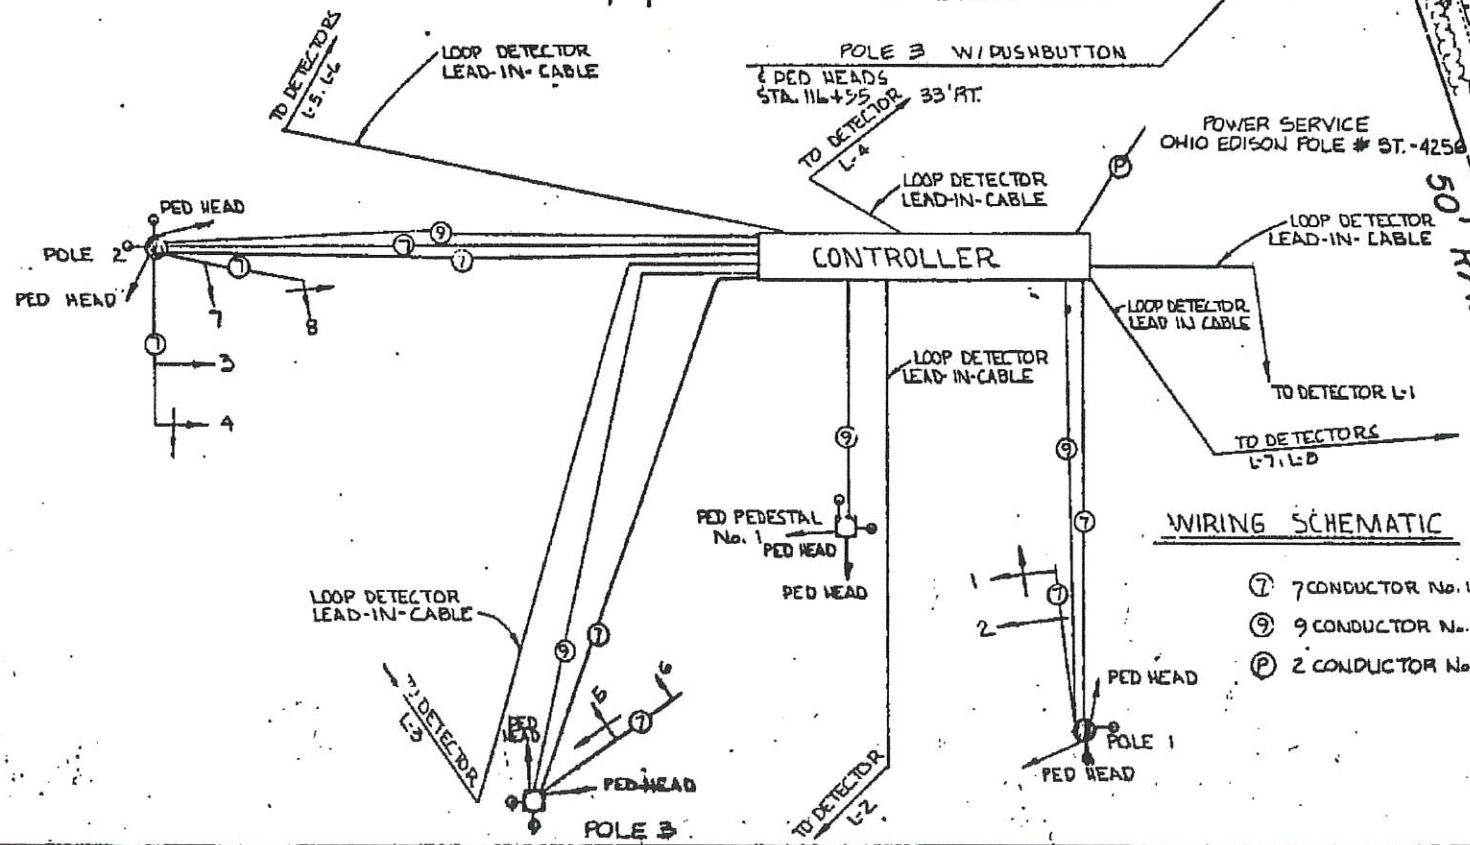 POLE 3 W/PUSHBUTTON
& PED HEADS
STA. 116+55 33' RT.
TO DETECTORS
L-5, L-6
LOOP DETECTOR
LEAD-IN-CABLE
TO DETECTOR
L-4
LOOP DETECTOR
LEAD-IN-CABLE
POWER SERVICE
OHIO EDISON POLE # ST.-4256
P
50'
LOOP DETECTOR
LEAD-IN-CABLE
PED HEAD
POLE 2
PED HEAD
9
7
7
7
7
8
7
3
4
CONTROLLER
LOOP DETECTOR
LEAD IN CABLE
LOOP DETECTOR
LEAD-IN-CABLE
TO DETECTOR L-1
TO DETECTORS
L-7, L-8
9
9
7
PED PEDESTAL
No. 1
PED HEAD
PED HEAD
WIRING SCHEMATIC
7 7 CONDUCTOR No. 1
9 9 CONDUCTOR No.
P 2 CONDUCTOR No
1
7
2
LOOP DETECTOR
LEAD-IN-CABLE
7
9
TO DETECTOR
L-3
5
6
7
PED
HEAD
PED HEAD
POLE 3
PED HEAD
POLE 1
PED HEAD
TO DETECTOR
L-2